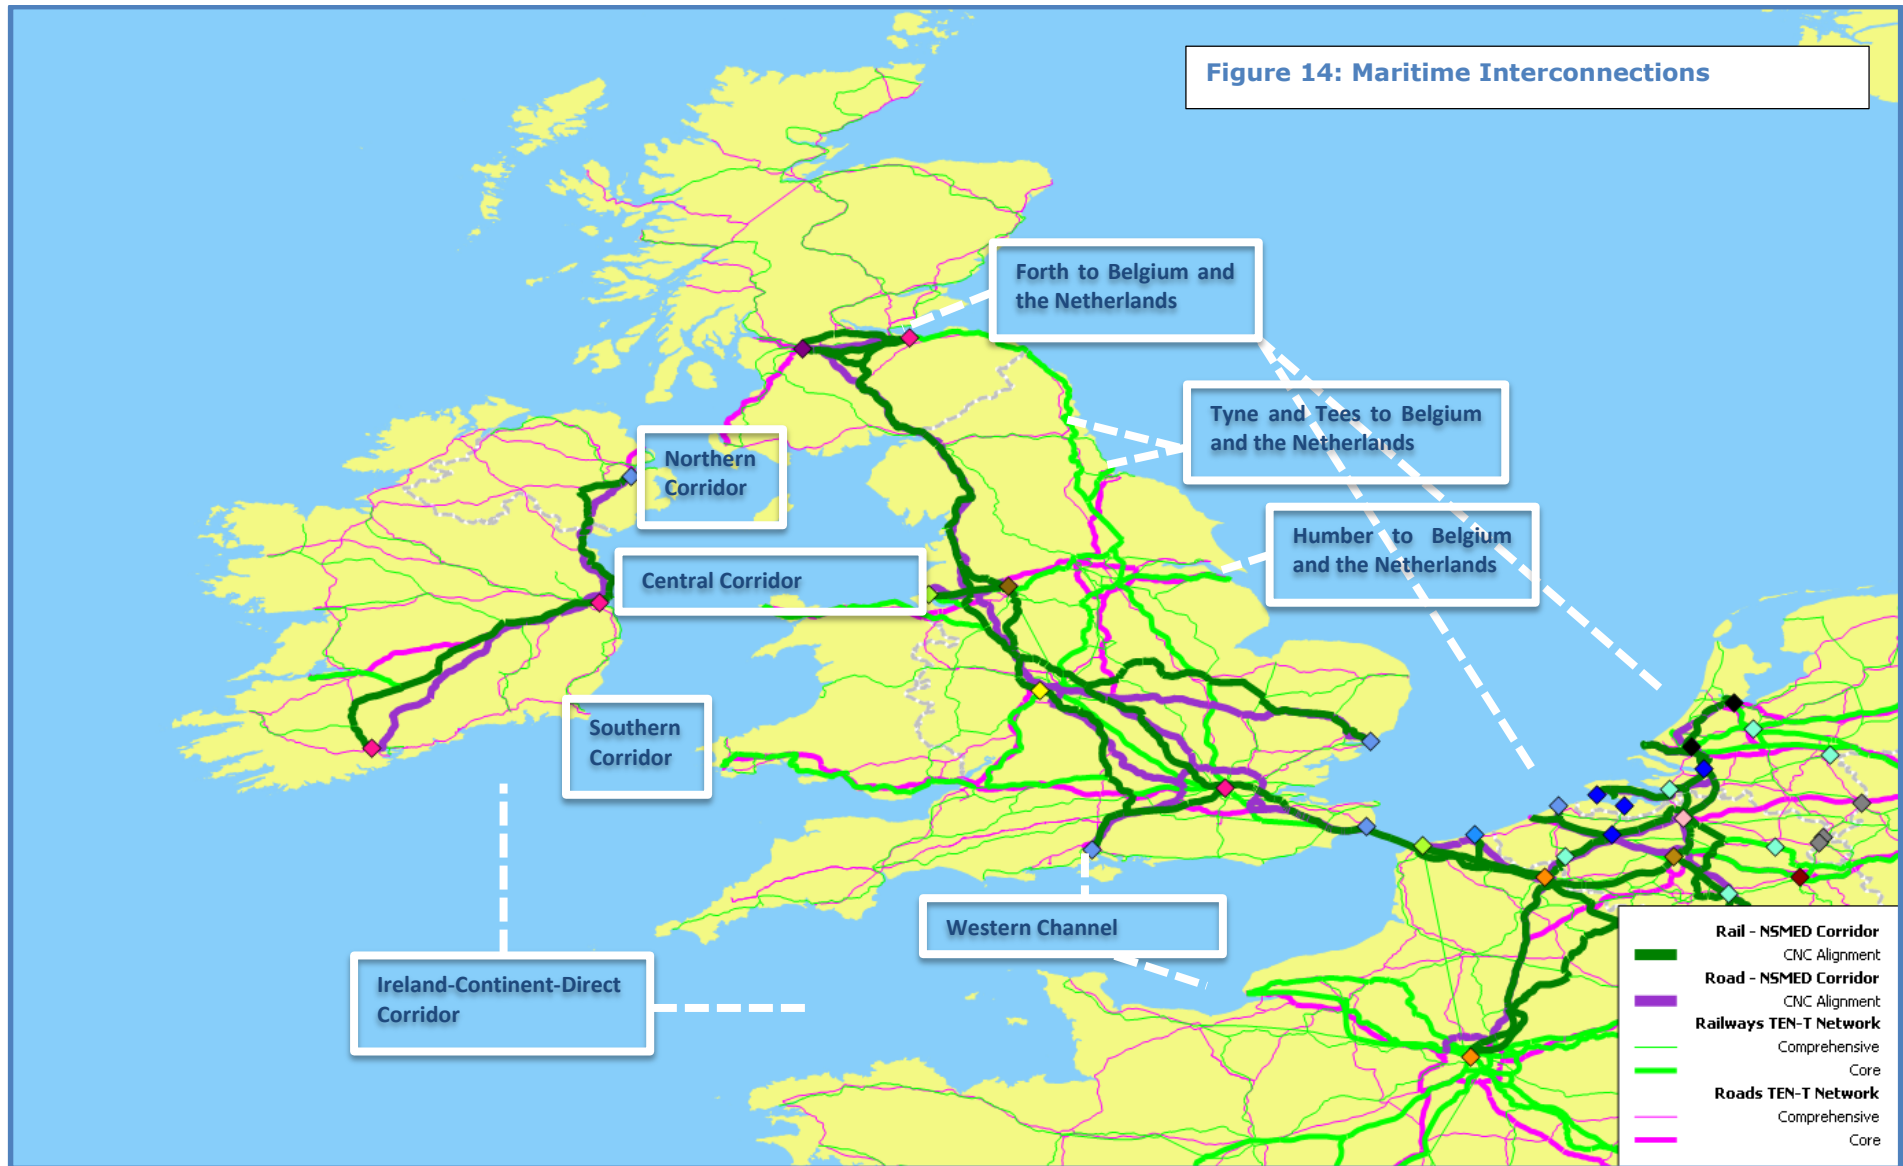 Figure 14: Maritime Interconnections
Forth to Belgium and
the Netherlands
Tyne and Tees to Belgium
and the Netherlands
Northern
Corridor
Humber to Belgium
and the Netherlands
Central Corridor
Southern
Corridor
Western Channel
Ireland-Continent-Direct
Corridor
Rail - NSMED Corridor
CNC Alignment
Road - NSMED Corridor
CNC Alignment
Railways TEN-T Network
Comprehensive
Core
Roads TEN-T Network
Comprehensive
Core